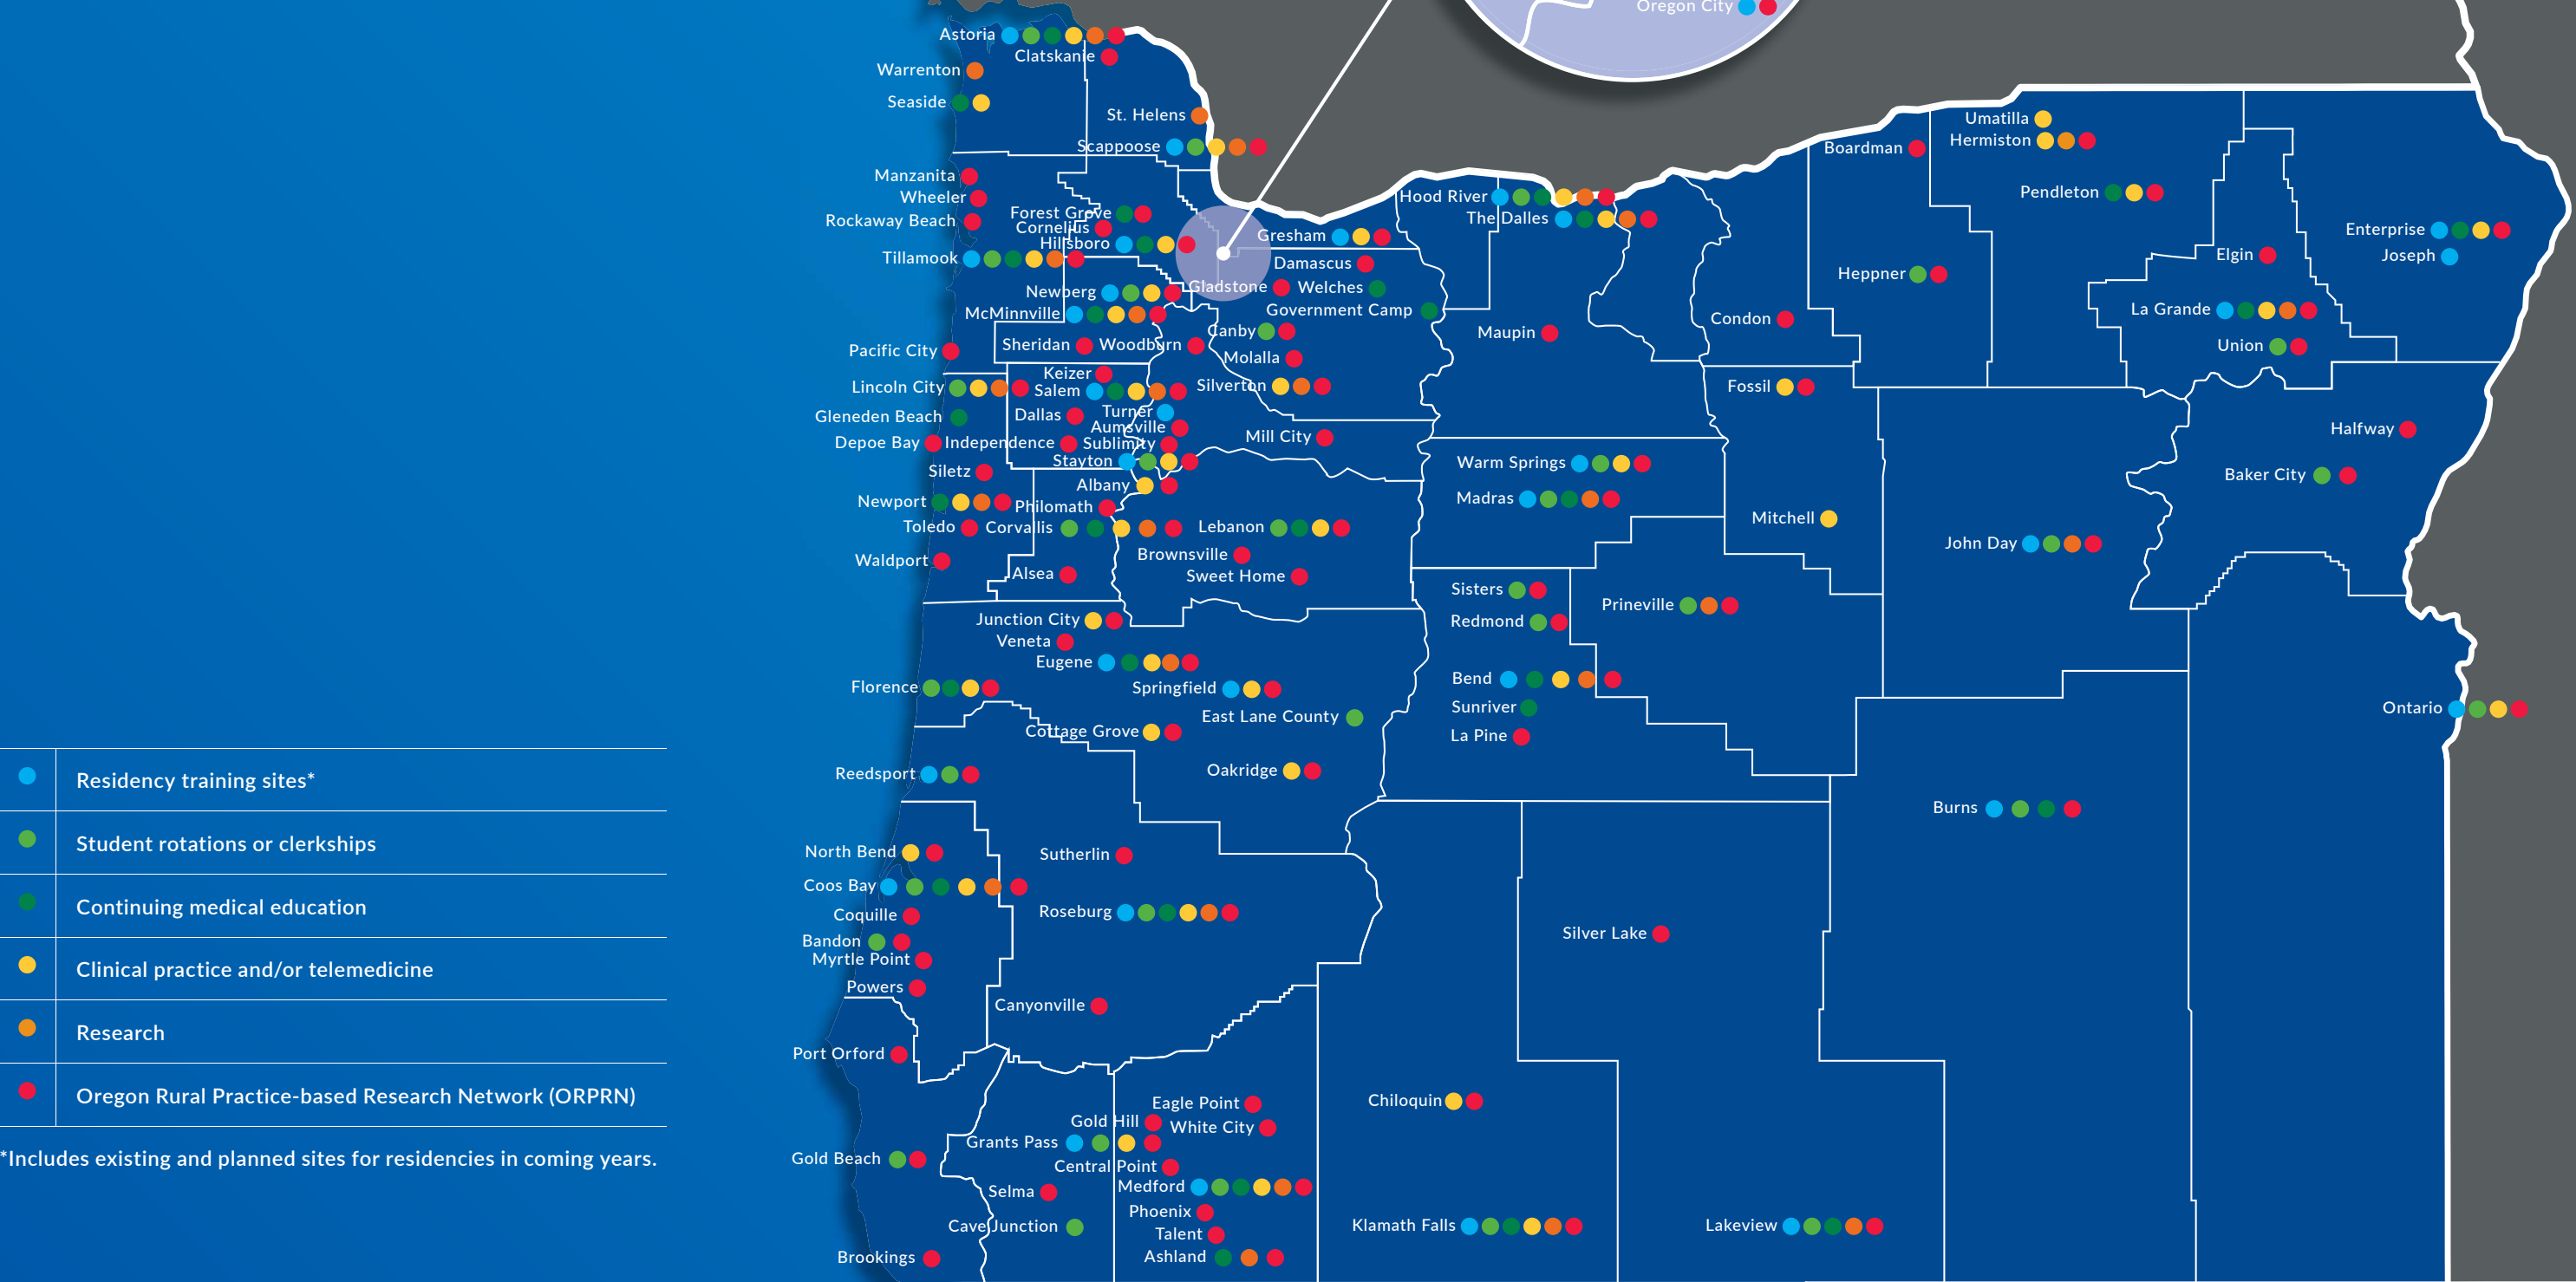 Oregon City
Astoria
Clatskanie
Warrenton
Seaside
St. Helens
Scappoose
Umatilla
Hermiston
Boardman
Manzanita
Wheeler
Rockaway Beach
Forest Grove
Cornelius
Hillsboro
Tillamook
Hood River
The Dalles
Pendleton
Gresham
Damascus
Gladstone
Welches
Government Camp
Enterprise
Joseph
Elgin
Heppner
Newberg
McMinnville
La Grande
Union
Canby
Condon
Maupin
Pacific City
Sheridan
Woodburn
Molalla
Keizer
Lincoln City
Salem
Silverton
Fossil
Gleneden Beach
Dallas
Turner
Aumsville
Depoe Bay
Independence
Sublimity
Mill City
Halfway
Stayton
Siletz
Warm Springs
Baker City
Albany
Newport
Philomath
Madras
Mitchell
Toledo
Corvallis
Lebanon
John Day
Waldport
Brownsville
Alsea
Sweet Home
Sisters
Prineville
Redmond
Junction City
Veneta
Eugene
Florence
Springfield
Bend
Sunriver
La Pine
Ontario
East Lane County
Cottage Grove
Oakridge
Reedsport
Burns
North Bend
Sutherlin
Coos Bay
Coquille
Roseburg
Bandon
Myrtle Point
Silver Lake
Powers
Canyonville
Port Orford
Eagle Point
Gold Hill
White City
Grants Pass
Chiloquin
Gold Beach
Central Point
Selma
Medford
Phoenix
Cave Junction
Talent
Klamath Falls
Lakeview
Brookings
Ashland
Residency training sites*
Student rotations or clerkships
Continuing medical education
Clinical practice and/or telemedicine
Research
Oregon Rural Practice-based Research Network (ORPRN)
*Includes existing and planned sites for residencies in coming years.